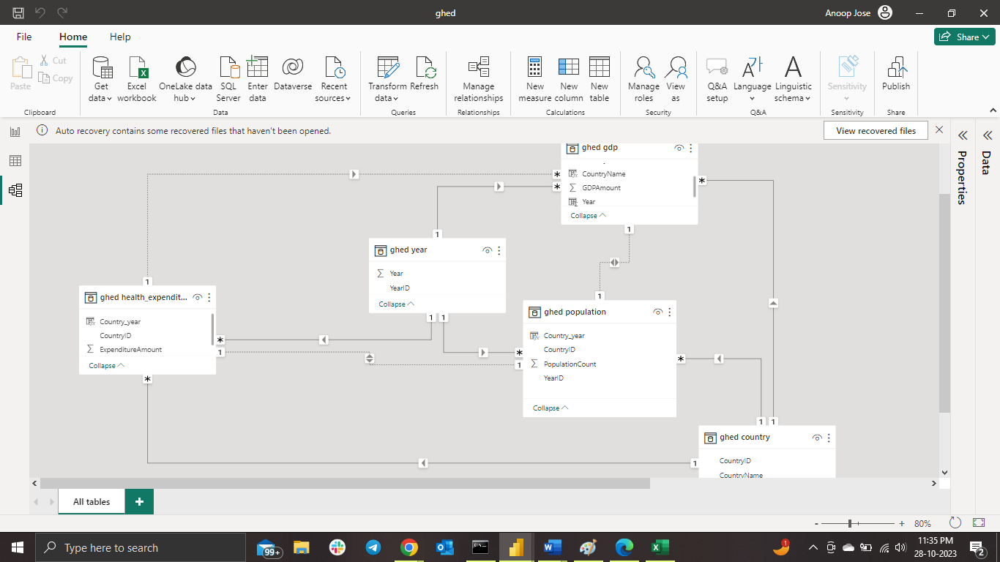 ghed
Anoop Jose
File
Home
Help
Share
Paste
Cut
Copy
Get
data
Excel
workbook
OneLake data
hub
SQL
Server
Enter
data
Dataverse
Recent
sources
Transform
data
Refresh
Manage
relationships
New
measure
New
column
New
table
Manage
roles
View
as
Q&A
setup
Language
Linguistic
schema
Sensitivity
Publish
Clipboard
Data
Queries
Relationships
Calculations
Security
Q&A
Sensitivity
Share
Auto recovery contains some recovered files that haven't been opened.
View recovered files
Properties
Data
ghed gdp
CountryName
GDPAmount
Year
Collapse
* * *
1
1
ghed year
Year
YearID
Collapse
1 1
1
ghed health_expendit...
Country_year
CountryID
ExpenditureAmount
Collapse
*
1
*
1
ghed population
Country_year
CountryID
PopulationCount
YearID
Collapse
*
1
*
1 1
1
ghed country
CountryID
CountryName
All tables
+
- + 80%
Type here to search
99+
1
11:35 PM
28-10-2023
2